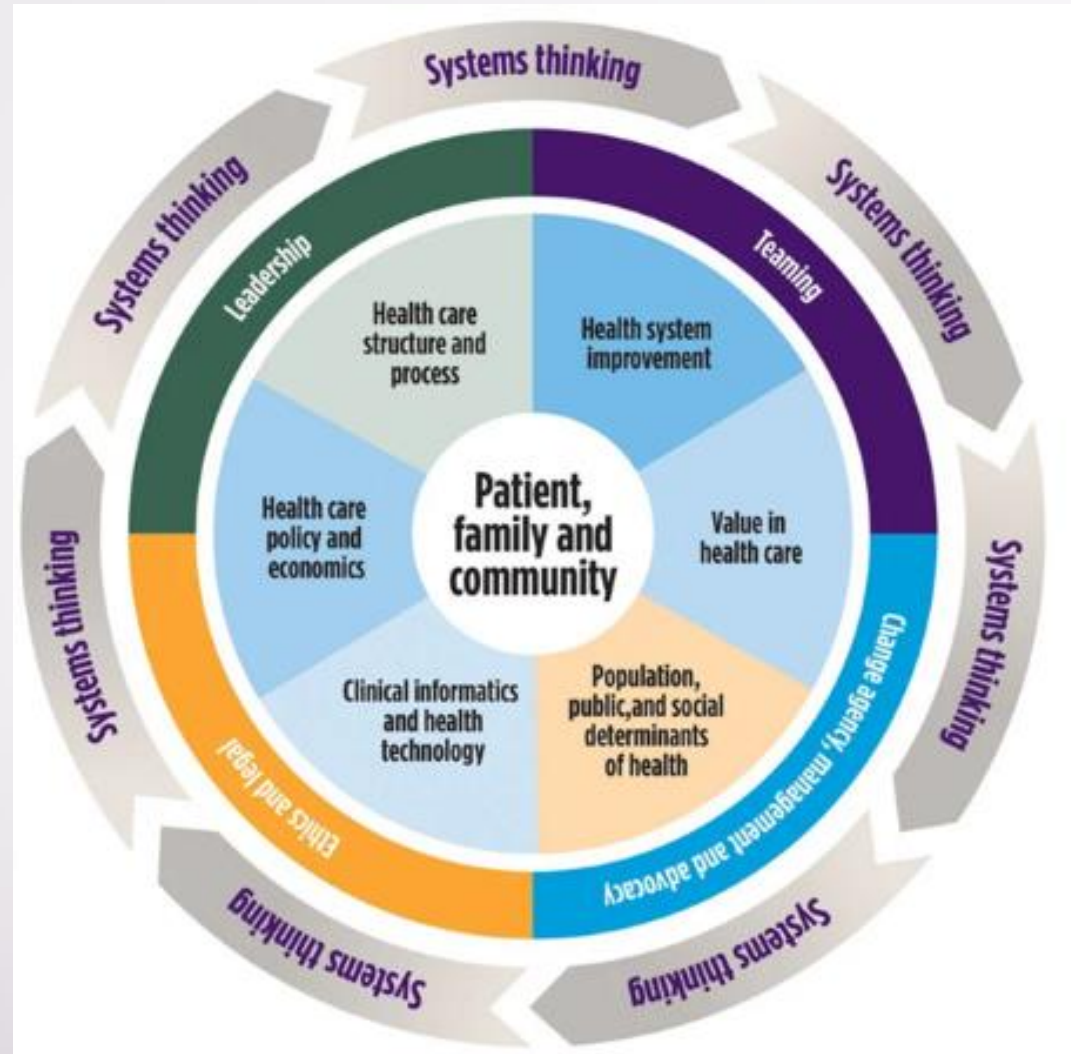 Systems thinking
Systems thinking
Systems thinking
Systems thinking
Systems thinking
Systems thinking
Systems thinking
Leadership
Teaming
Change agency, management and advocacy
Ethics and legal
Health care
structure and
process
Health system
improvement
Value in
health care
Population,
public,and social
determinants
of health
Clinical informatics
and health
technology
Health care
policy and
economics
Patient,
family and
community